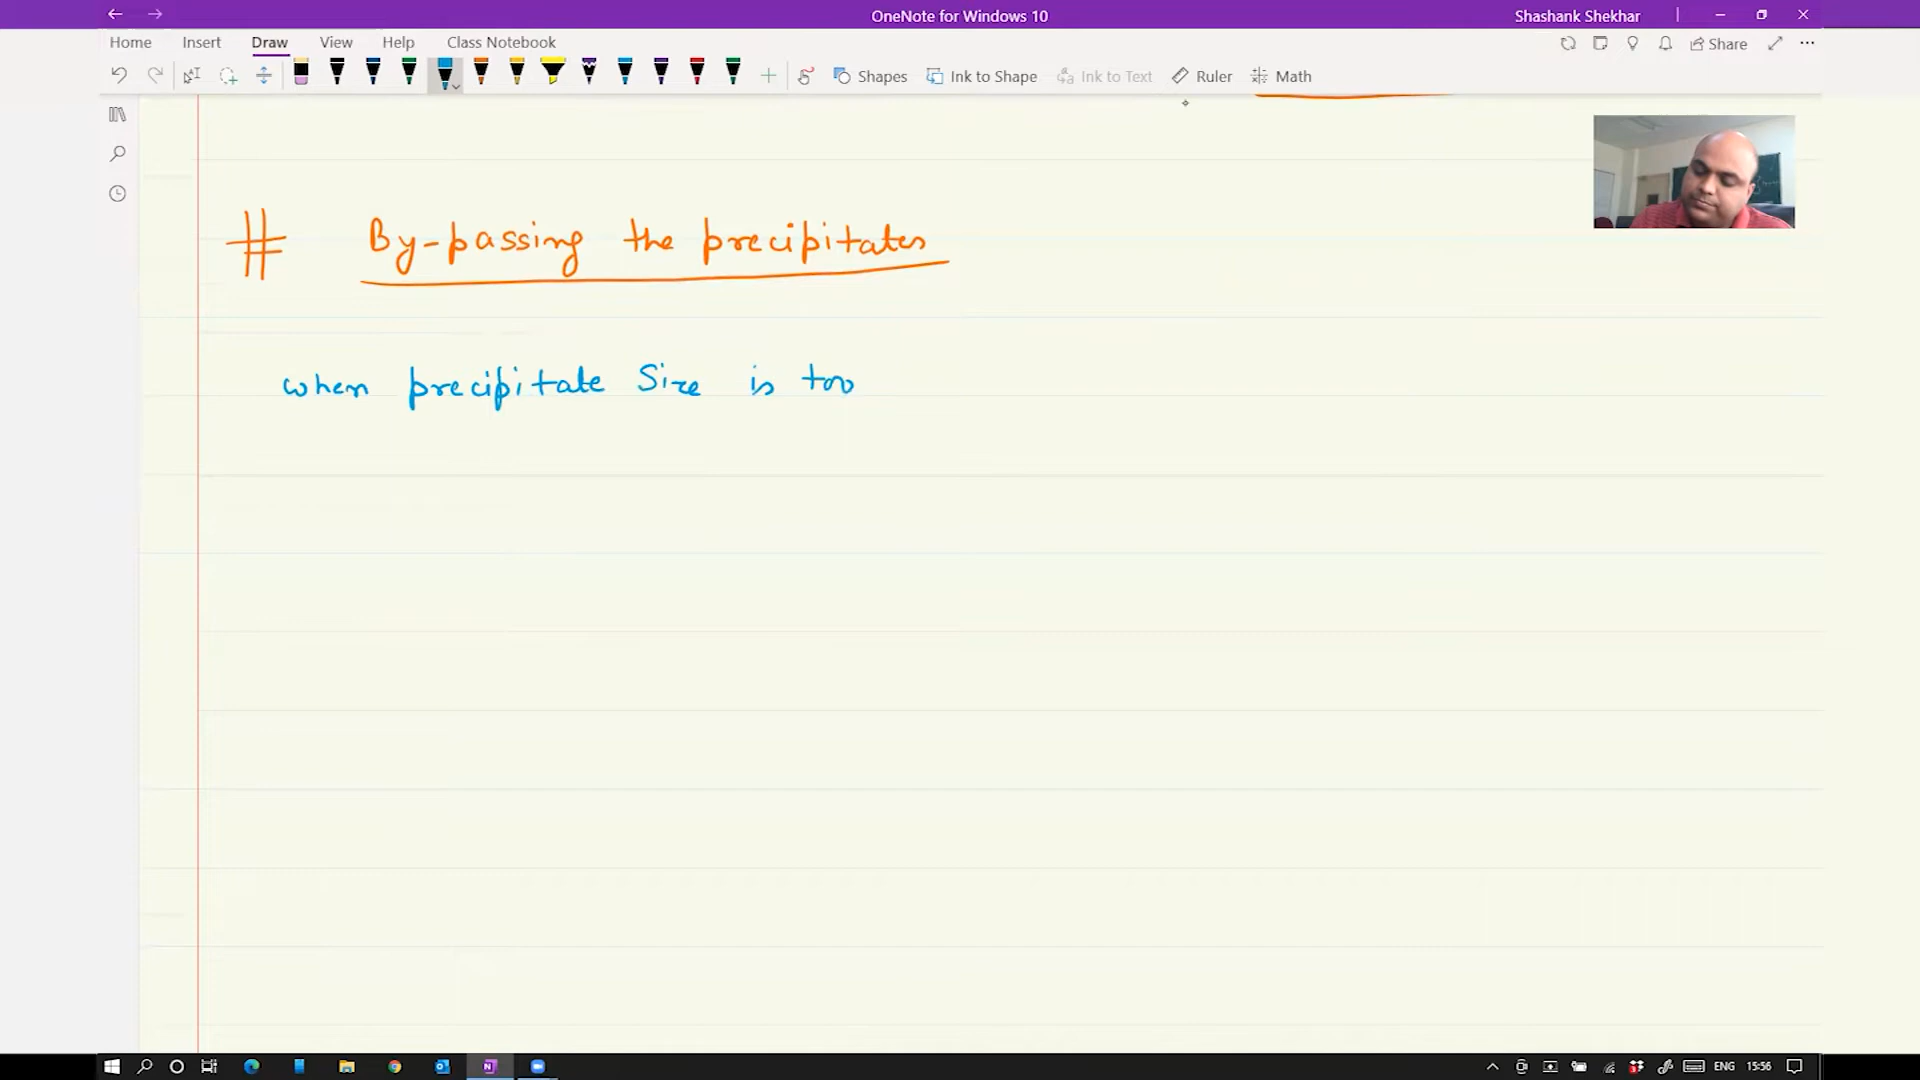 OneNote for Windows 10
Shashank Shekhar
Home Insert Draw View Help Class Notebook
Share
Shapes Ink to Shape Ink to Text Ruler Math
# By-passing the precipitates
when precipitate Size is too
ENG 15:56